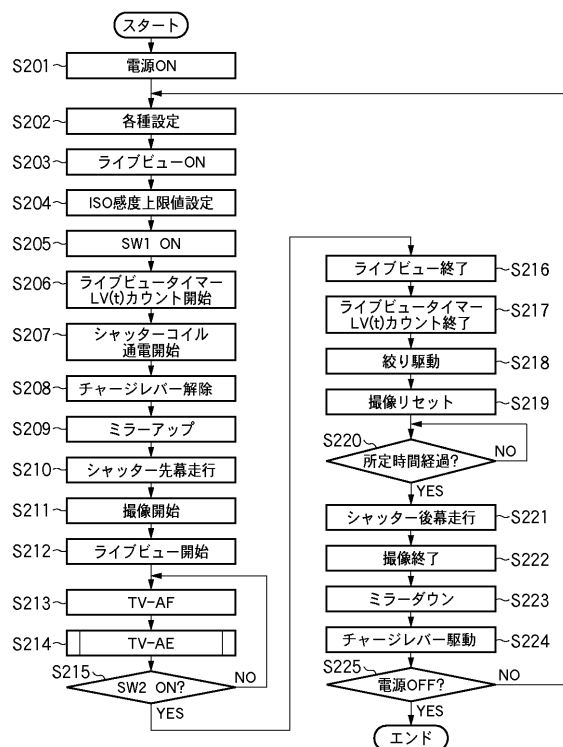 スタート
S201
電源ON
S202
各種設定
S203
ライブビューON
S204
ISO感度上限値設定
S205
SW1 ON
S206
ライブビュータイマー
LV(t)カウント開始
S207
シャッターコイル
通電開始
S208
チャージレバー解除
S209
ミラーアップ
S210
シャッター先幕走行
S211
撮像開始
S212
ライブビュー開始
S213
TV-AF
S214
TV-AE
S215
SW2 ON?
NO
YES
ライブビュー終了
S216
ライブビュータイマー
LV(t)カウント終了
S217
絞り駆動
S218
撮像リセット
S219
S220
所定時間経過?
NO
YES
シャッター後幕走行
S221
撮像終了
S222
ミラーダウン
S223
チャージレバー駆動
S224
S225
電源OFF?
NO
YES
エンド